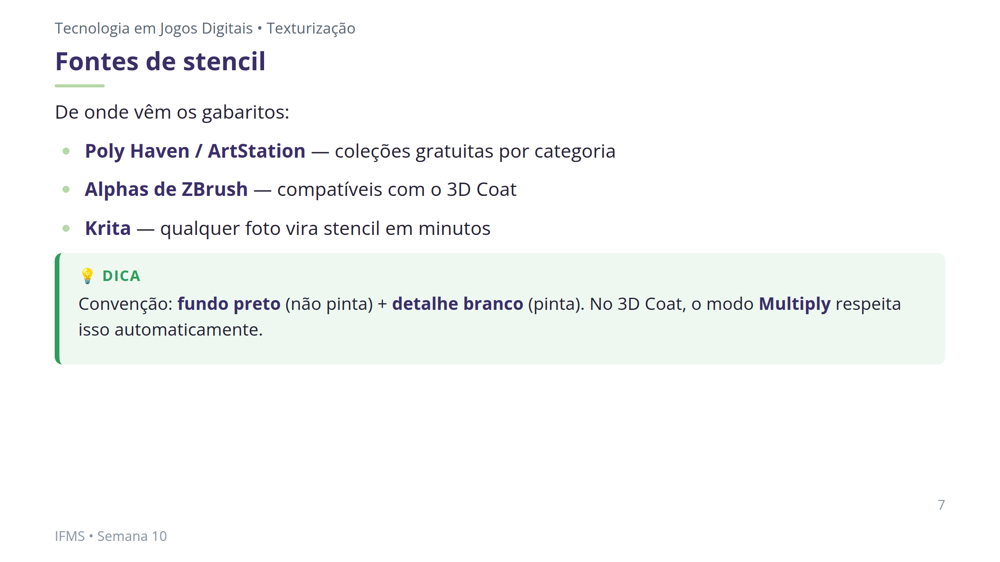 Tecnologia em Jogos Digitais • Texturização
Fontes de stencil
De onde vêm os gabaritos:
• Poly Haven / ArtStation — coleções gratuitas por categoria
• Alphas de ZBrush — compatíveis com o 3D Coat
• Krita — qualquer foto vira stencil em minutos
💡 DICA
Convenção: fundo preto (não pinta) + detalhe branco (pinta). No 3D Coat, o modo Multiply respeita
isso automaticamente.
7
IFMS • Semana 10